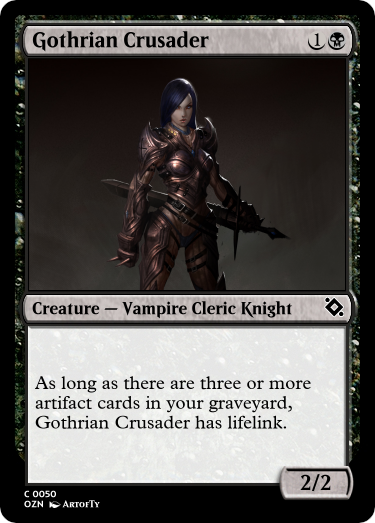 Gothrian Crusader 1
Creature — Vampire Cleric Knight
As long as there are three or more
artifact cards in your graveyard,
Gothrian Crusader has lifelink.
2/2
C 0050
OZN ArtofTy